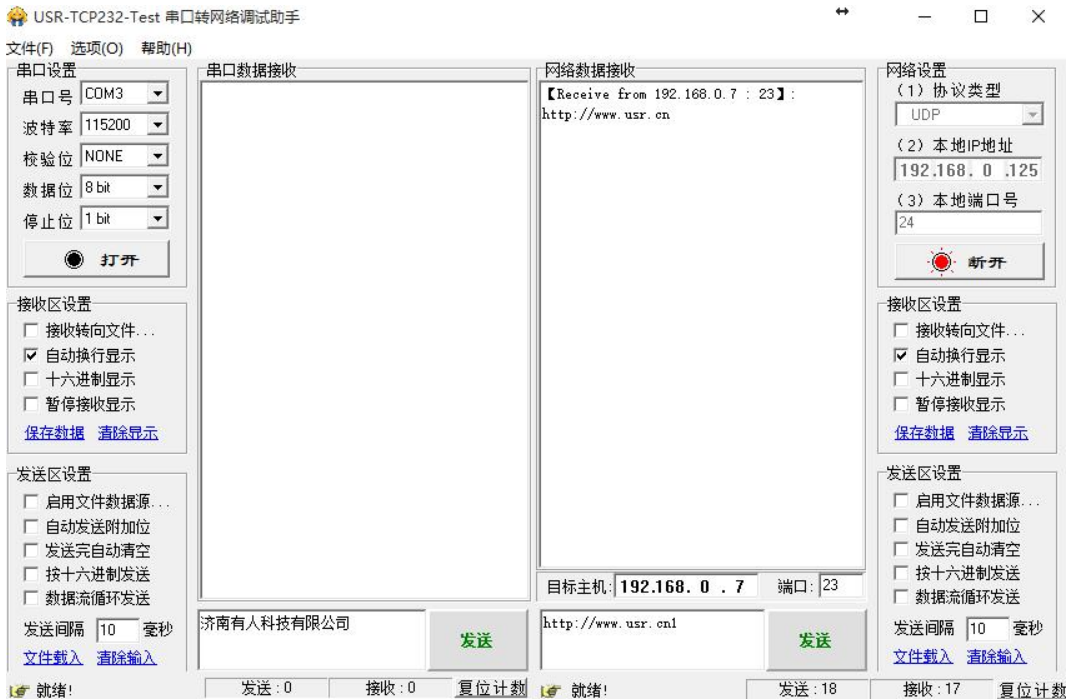 USR-TCP232-Test 串口转网络调试助手
文件(F) 选项(O) 帮助(H)
串口设置
串口号 COM3
波特率 115200
校验位 NONE
数据位 8 bit
停止位 1 bit
打开
接收区设置
接收转向文件...
自动换行显示
十六进制显示
暂停接收显示
保存数据 清除显示
发送区设置
启用文件数据源...
自动发送附加位
发送完自动清空
按十六进制发送
数据流循环发送
发送间隔 10 毫秒
文件载入 清除输入
就绪!
串口数据接收
济南有人科技有限公司
发送
发送:0 接收:0 复位计数
网络数据接收
【Receive from 192.168.0.7 : 23】:
http://www.usr.cn
目标主机: 192.168. 0 . 7 端口: 23
http://www.usr.cn1
发送
就绪!
发送:18 接收:17 复位计数
网络设置
(1) 协议类型
UDP
(2) 本地IP地址
192.168. 0 .125
(3) 本地端口号
24
断开
接收区设置
接收转向文件...
自动换行显示
十六进制显示
暂停接收显示
保存数据 清除显示
发送区设置
启用文件数据源...
自动发送附加位
发送完自动清空
按十六进制发送
数据流循环发送
发送间隔 10 毫秒
文件载入 清除输入